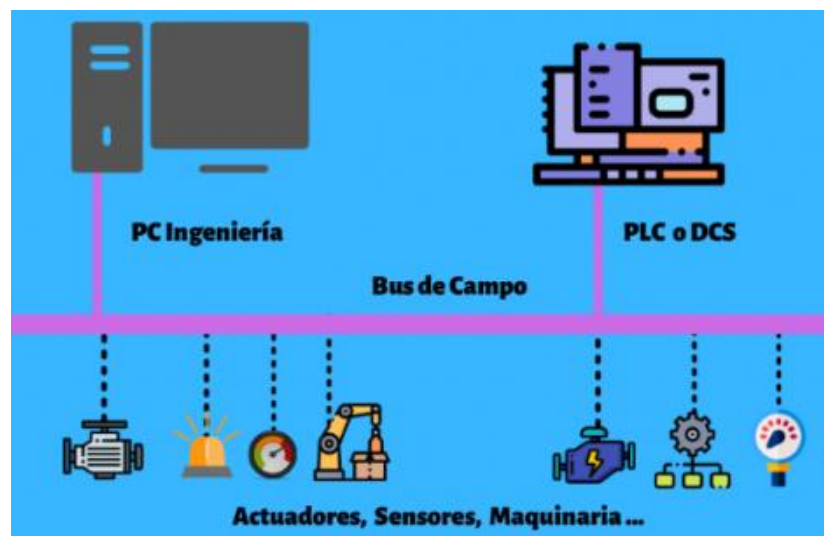 PC Ingeniería
PLC o DCS
Bus de Campo
Actuadores, Sensores, Maquinaria ...